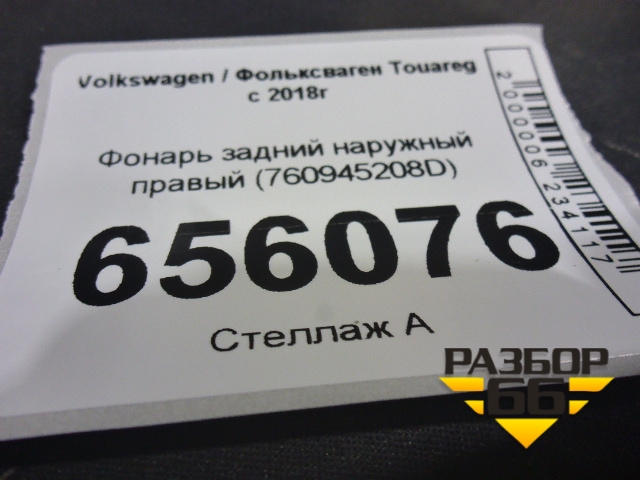 Volkswagen / Фольксваген Touareg
с 2018г
Фонарь задний наружный
правый (760945208D)
656076
Стеллаж А
2000006234117
РАЗБОР
66